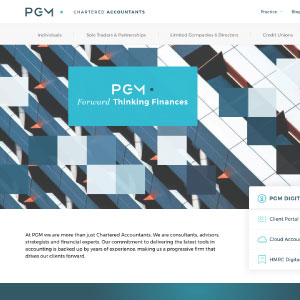 PGM CHARTERED ACCOUNTANTS
Practice
Blog
Individuals
Sole Traders & Partnerships
Limited Companies & Directors
Credit Unions
PGM
Forward Thinking Finances
PGM DIGIT
Client Portal
Cloud Accou
HMRC Digita
At PGM we are more than just Chartered Accountants. We are consultants, advisors,
strategists and financial experts. Our commitment to delivering the latest tools in
accounting is backed up by years of experience, making us a progressive firm that
drives our clients forward.